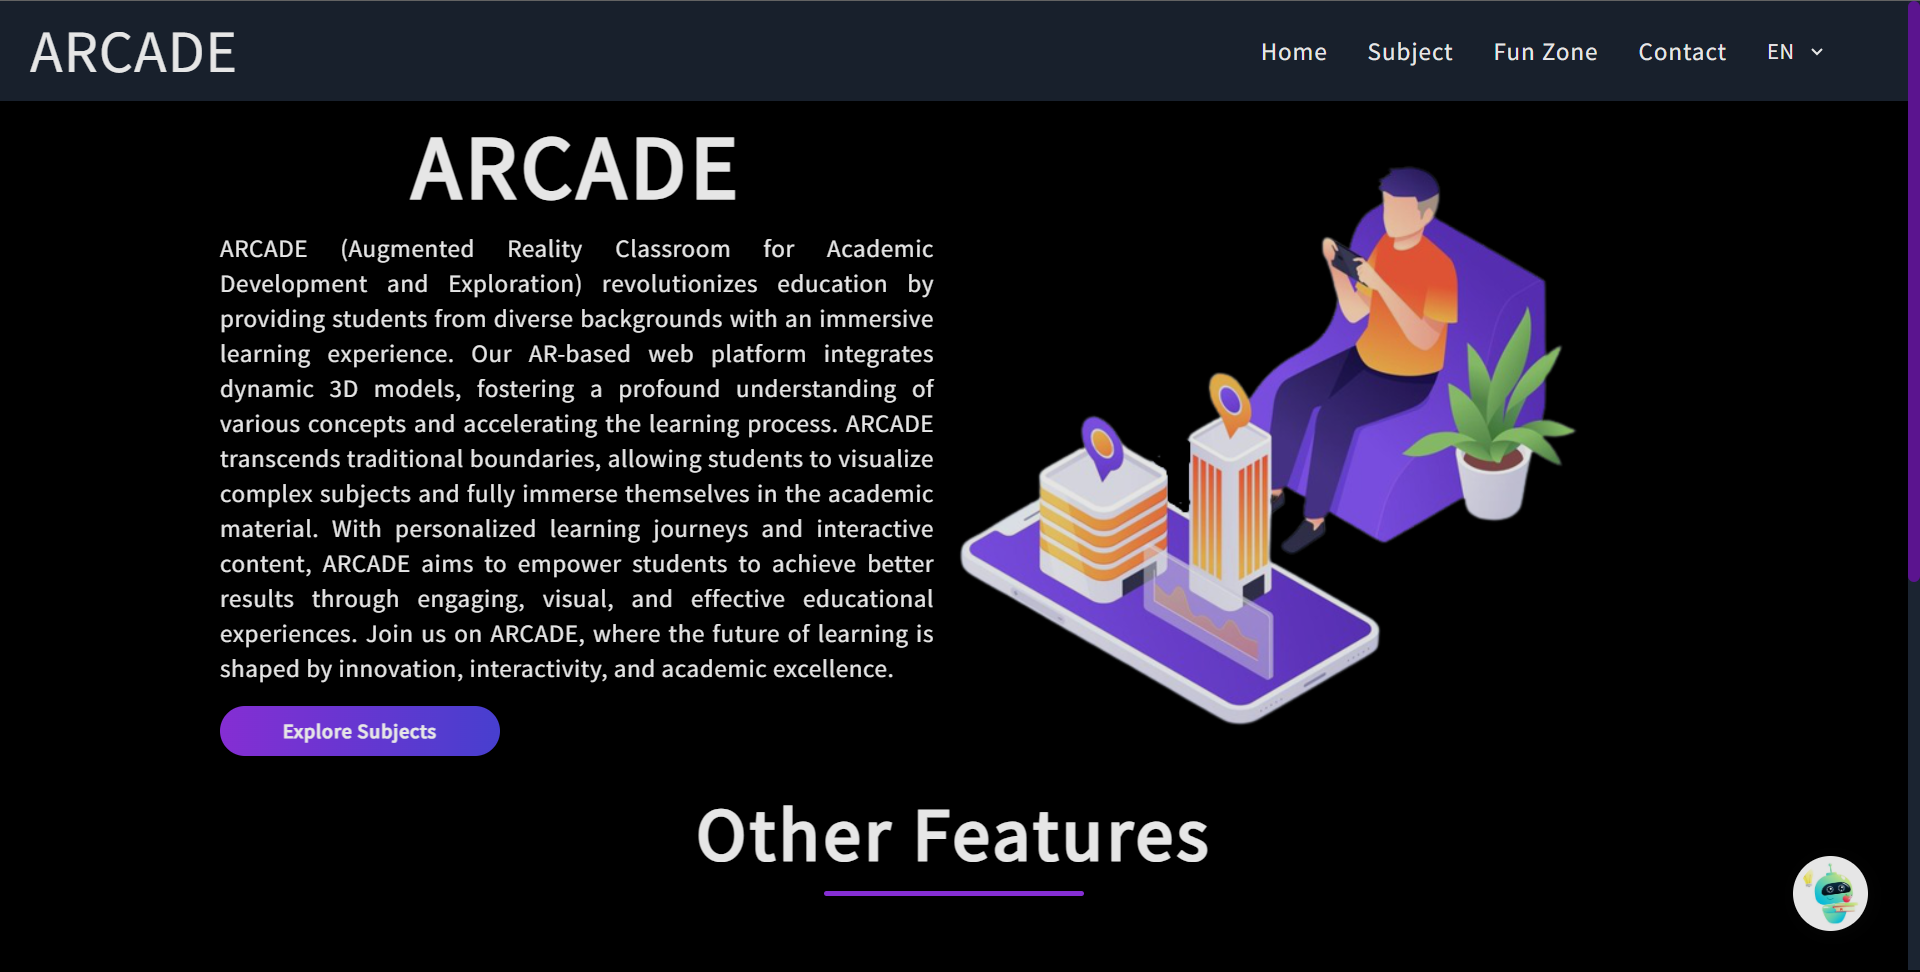 ARCADE
Home Subject Fun Zone Contact EN
ARCADE
ARCADE (Augmented Reality Classroom for Academic
Development and Exploration) revolutionizes education by
providing students from diverse backgrounds with an immersive
learning experience. Our AR-based web platform integrates
dynamic 3D models, fostering a profound understanding of
various concepts and accelerating the learning process. ARCADE
transcends traditional boundaries, allowing students to visualize
complex subjects and fully immerse themselves in the academic
material. With personalized learning journeys and interactive
content, ARCADE aims to empower students to achieve better
results through engaging, visual, and effective educational
experiences. Join us on ARCADE, where the future of learning is
shaped by innovation, interactivity, and academic excellence.
Explore Subjects
Other Features